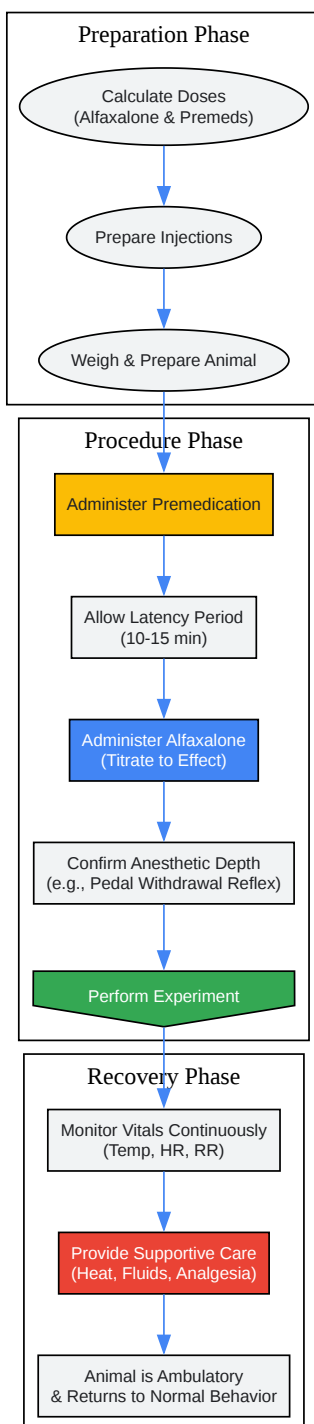 Preparation Phase
Calculate Doses
(Alfaxalone & Premeds)
Prepare Injections
Weigh & Prepare Animal
Procedure Phase
Administer Premedication
Allow Latency Period
(10-15 min)
Administer Alfaxalone
(Titrate to Effect)
Confirm Anesthetic Depth
(e.g., Pedal Withdrawal Reflex)
Perform Experiment
Recovery Phase
Monitor Vitals Continuously
(Temp, HR, RR)
Provide Supportive Care
(Heat, Fluids, Analgesia)
Animal is Ambulatory
& Returns to Normal Behavior